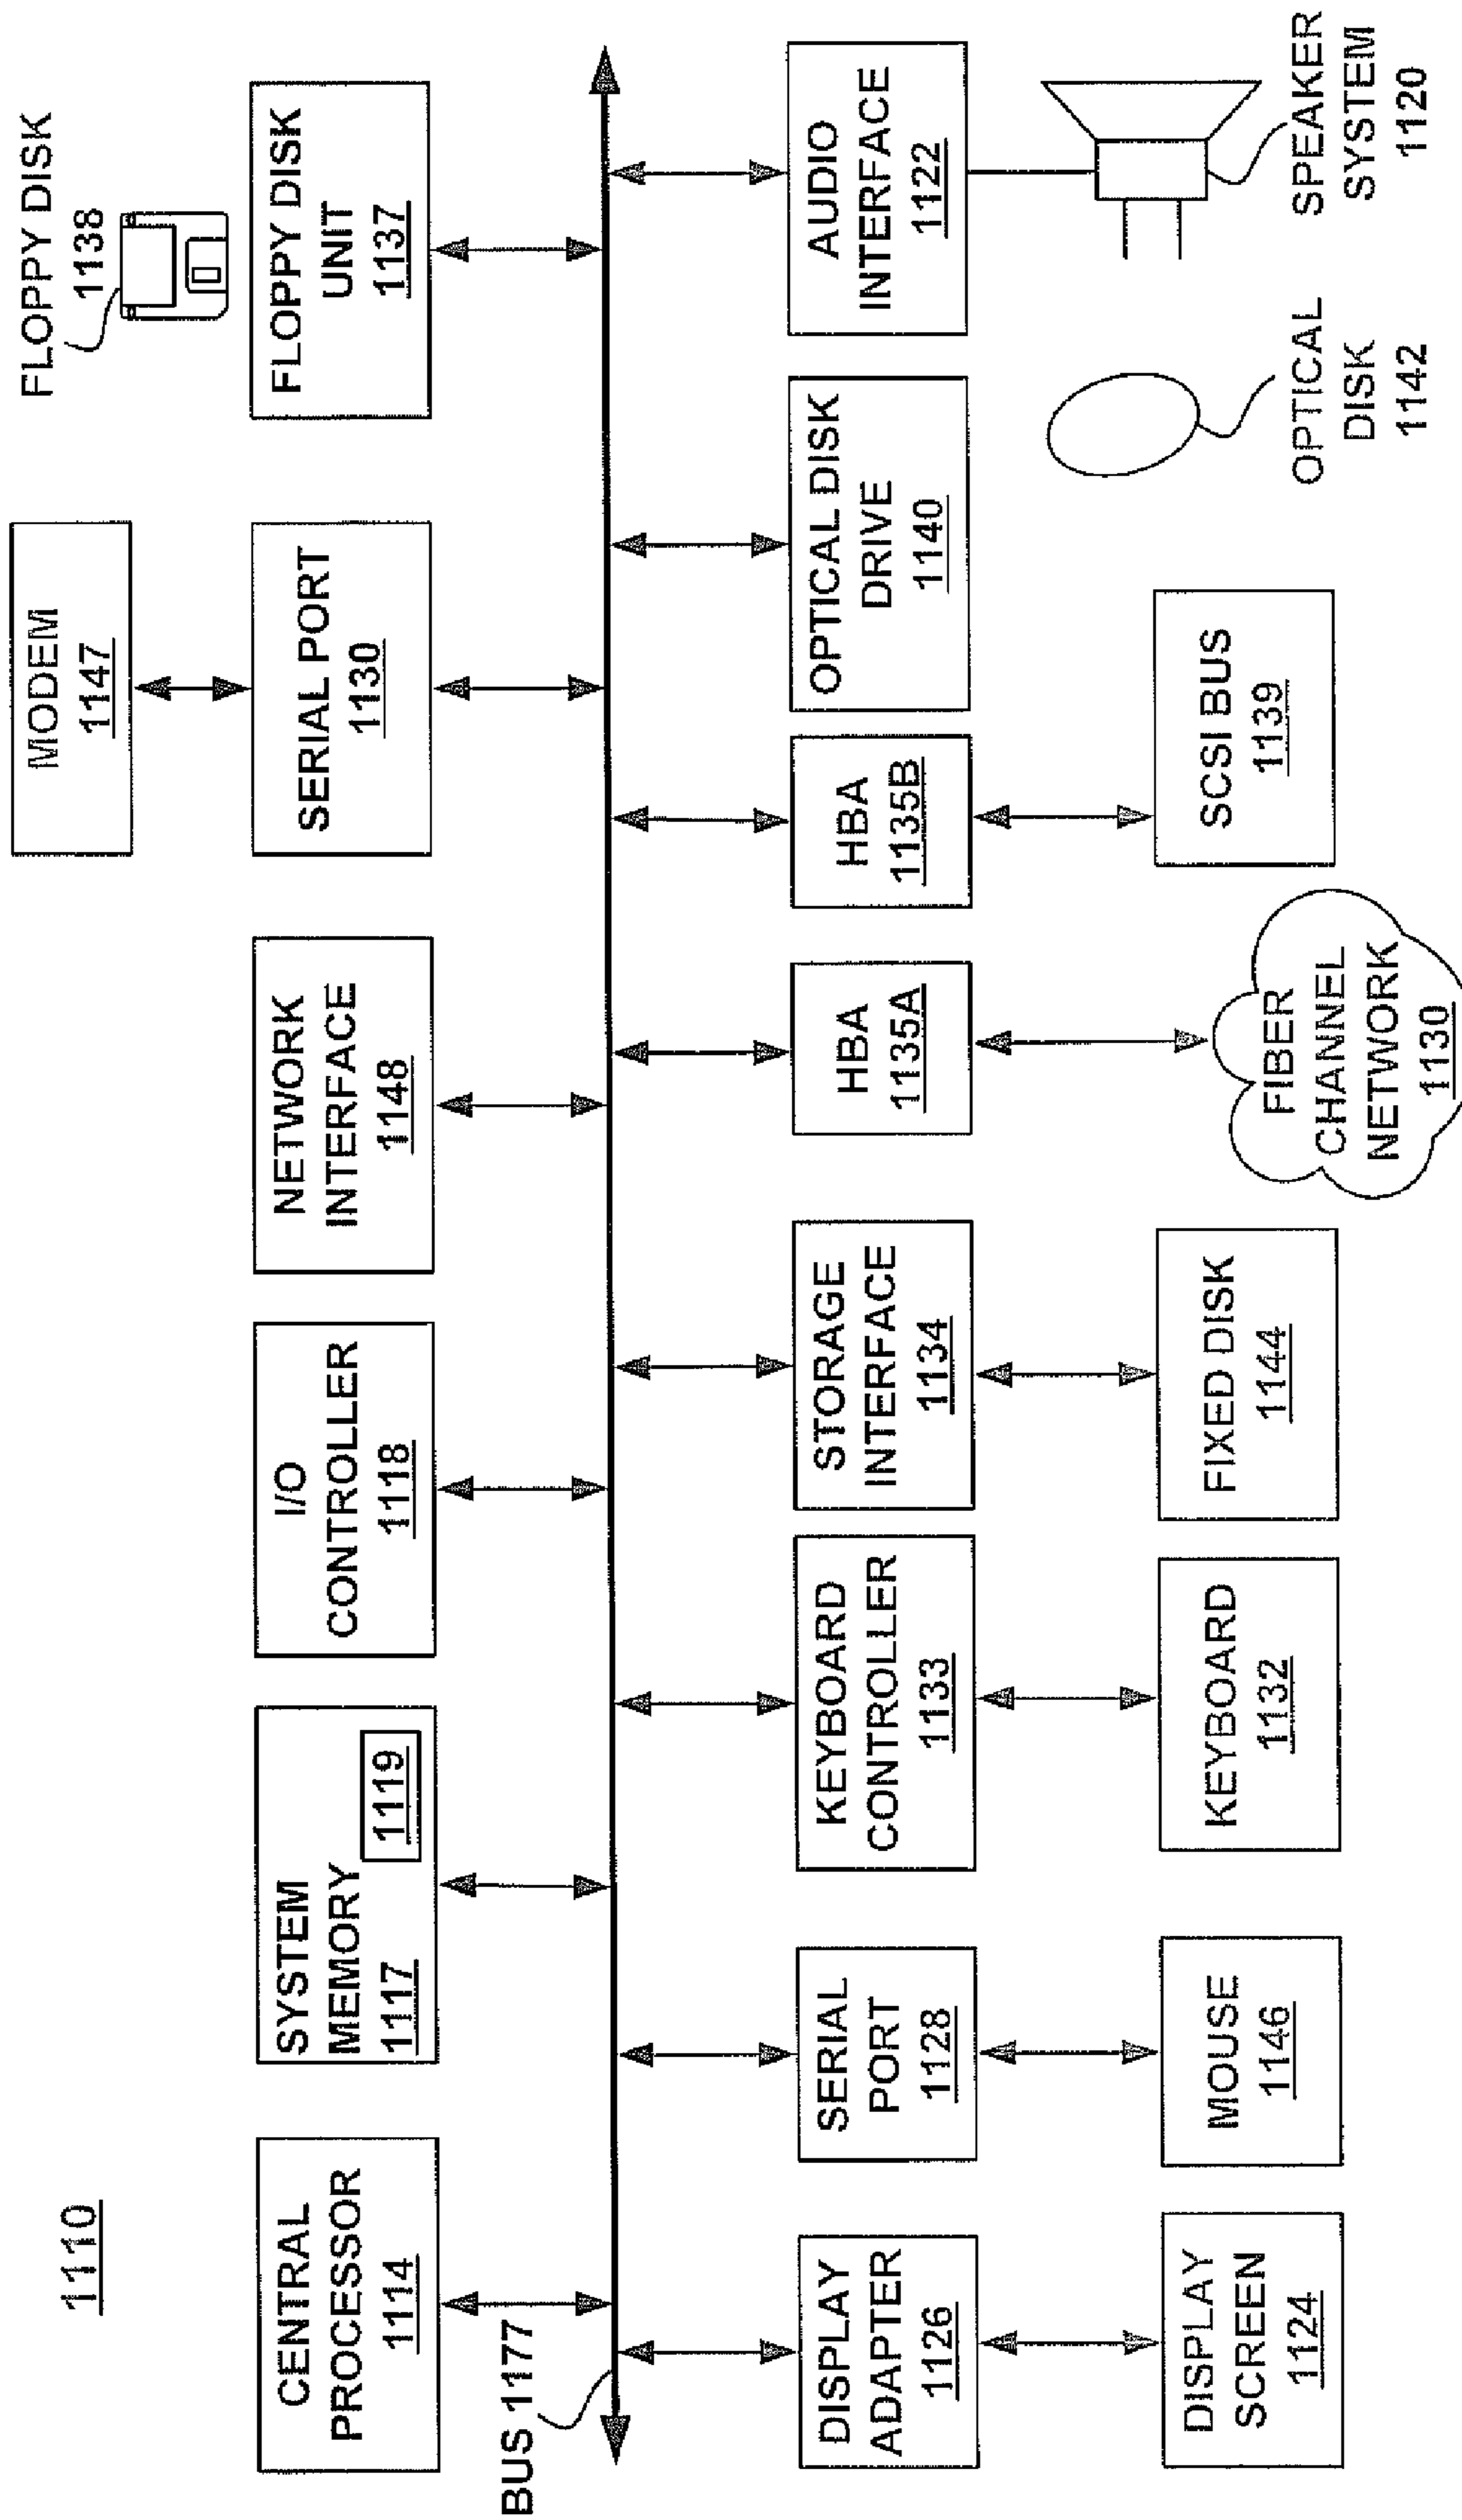 1110
FLOPPY DISK
1138
MODEM
1147
CENTRAL
PROCESSOR
1114
SYSTEM
MEMORY
1117
1119
I/O
CONTROLLER
1118
NETWORK
INTERFACE
1148
SERIAL PORT
1130
FLOPPY DISK
UNIT
1137
BUS 1177
DISPLAY
ADAPTER
1126
SERIAL
PORT
1128
KEYBOARD
CONTROLLER
1133
STORAGE
INTERFACE
1134
HBA
1135A
HBA
1135B
OPTICAL DISK
DRIVE
1140
AUDIO
INTERFACE
1122
DISPLAY
SCREEN
1124
MOUSE
1146
KEYBOARD
1132
FIXED DISK
1144
FIBER
CHANNEL
NETWORK
1130
SCSI BUS
1139
OPTICAL
DISK
1142
SPEAKER
SYSTEM
1120